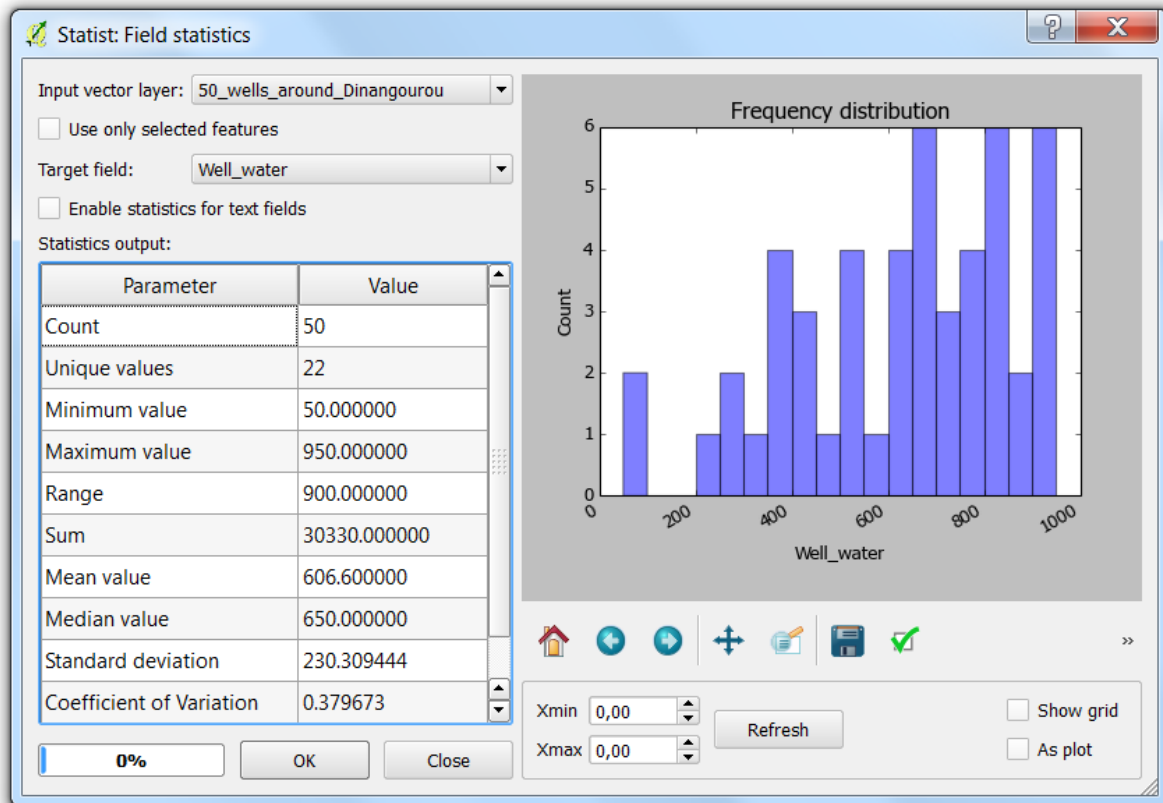 Statist: Field statistics
Input vector layer: 50_wells_around_Dinangourou
Use only selected features
Target field: Well_water
Enable statistics for text fields
Statistics output:
Parameter Value
Count 50
Unique values 22
Minimum value 50.000000
Maximum value 950.000000
Range 900.000000
Sum 30330.000000
Mean value 606.600000
Median value 650.000000
Standard deviation 230.309444
Coefficient of Variation 0.379673
0% OK Close
Frequency distribution
6
5
4
3
2
1
0
Count
0 200 400 600 800 1000
Well_water
»
Xmin 0,00
Xmax 0,00
Refresh
Show grid
As plot